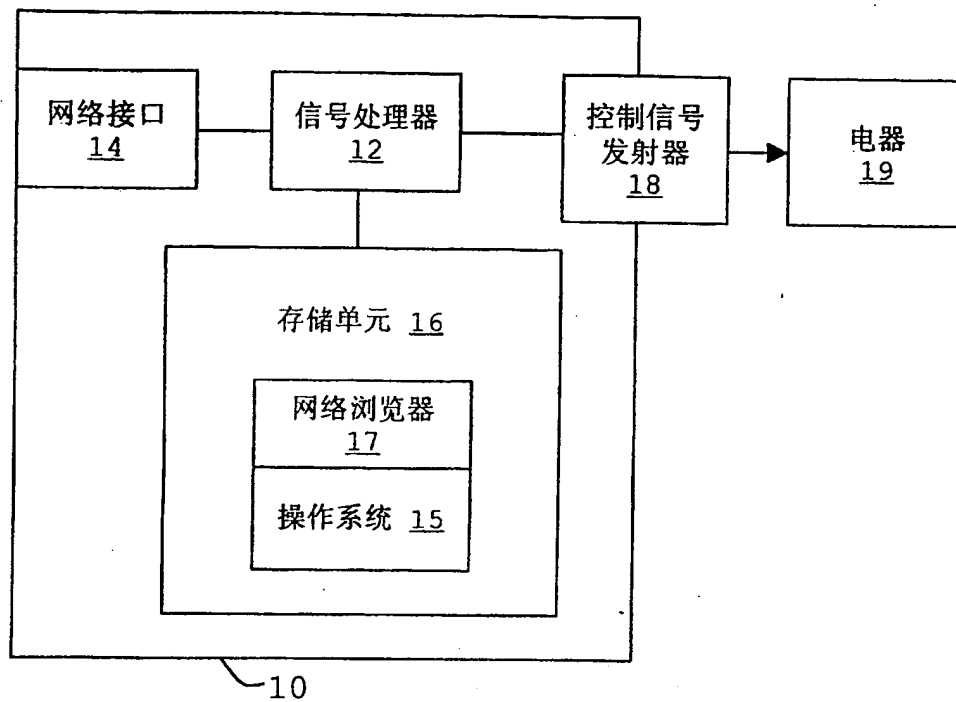 网络接口
14
信号处理器
12
控制信号
发射器
18
电器
19
存储单元 16
网络浏览器
17
操作系统 15
10